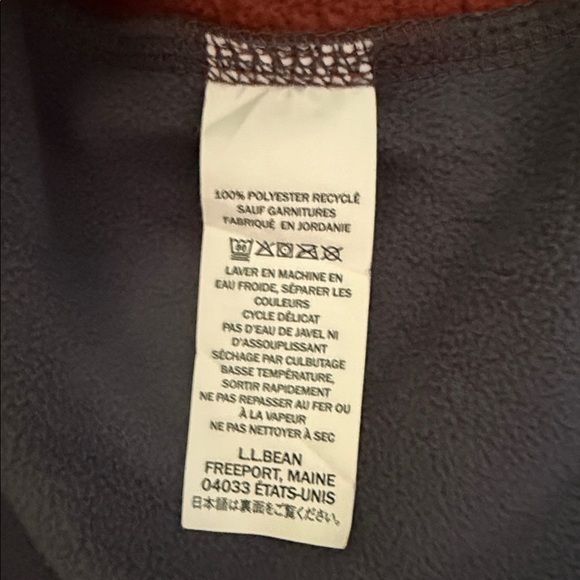 100% POLYESTER RECYCLÉ
SAUF GARNITURES
FABRIQUÉ EN JORDANIE
LAVER EN MACHINE EN
EAU FROIDE, SÉPARER LES
COULEURS
CYCLE DÉLICAT
PAS D'EAU DE JAVEL NI
D'ASSOUPLISSANT
SÉCHAGE PAR CULBUTAGE
BASSE TEMPÉRATURE,
SORTIR RAPIDEMENT
NE PAS REPASSER AU FER OU
À LA VAPEUR
NE PAS NETTOYER À SEC
L.L.BEAN
FREEPORT, MAINE
04033 ÉTATS-UNIS
日本語は裏面をご覧ください。